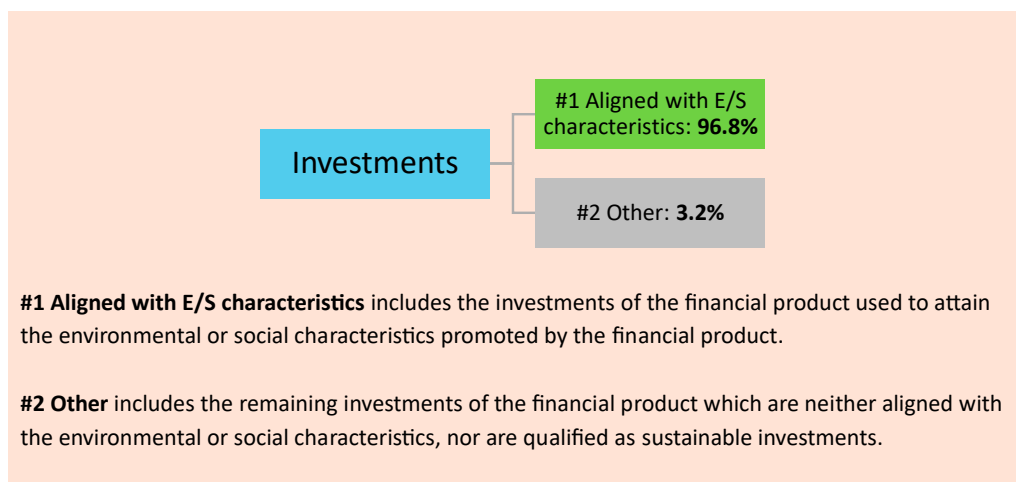 #1 Aligned with E/S
characteristics: 96.8%
Investments
#2 Other: 3.2%
#1 Aligned with E/S characteristics includes the investments of the financial product used to attain
the environmental or social characteristics promoted by the financial product.
#2 Other includes the remaining investments of the financial product which are neither aligned with
the environmental or social characteristics, nor are qualified as sustainable investments.